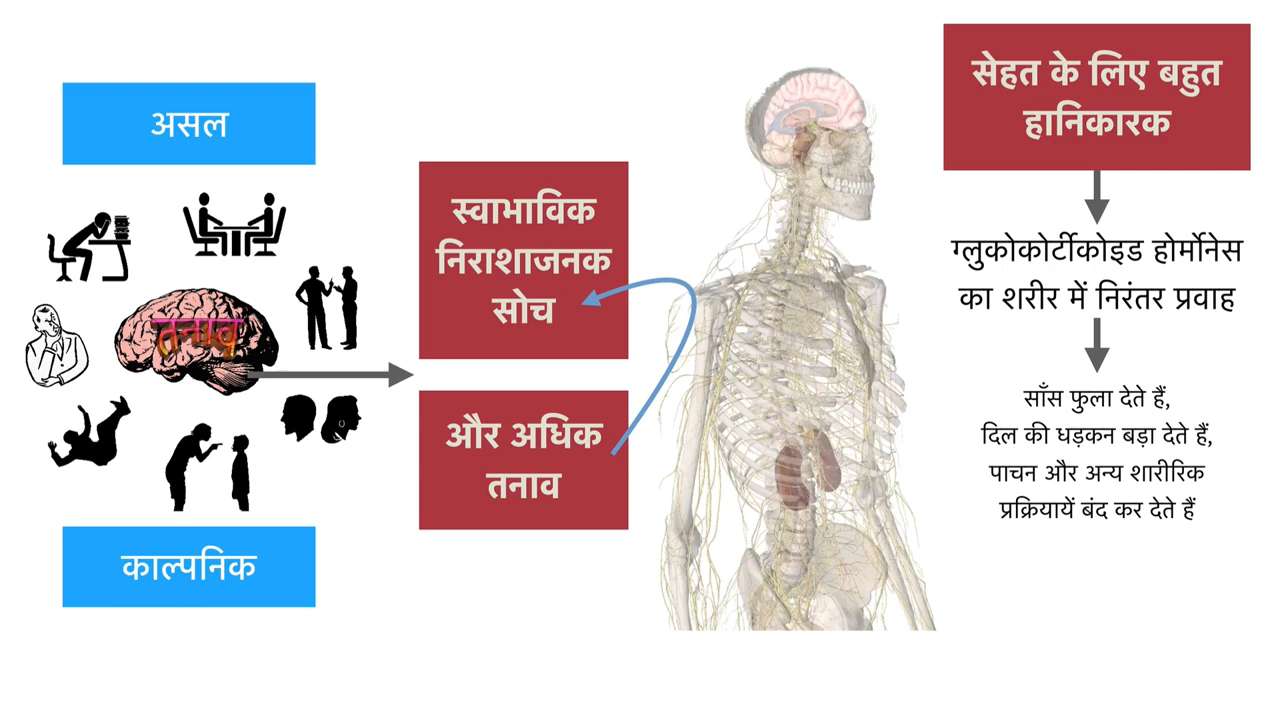 असल
तनाव
काल्पनिक
स्वाभाविक
निराशाजनक
सोच
और अधिक
तनाव
सेहत के लिए बहुत
हानिकारक
ग्लुकोकोर्टीकोइड होर्मोनेस
का शरीर में निरंतर प्रवाह
साँस फुला देते हैं,
दिल की धड़कन बड़ा देते हैं,
पाचन और अन्य शारीरिक
प्रक्रियायें बंद कर देते हैं